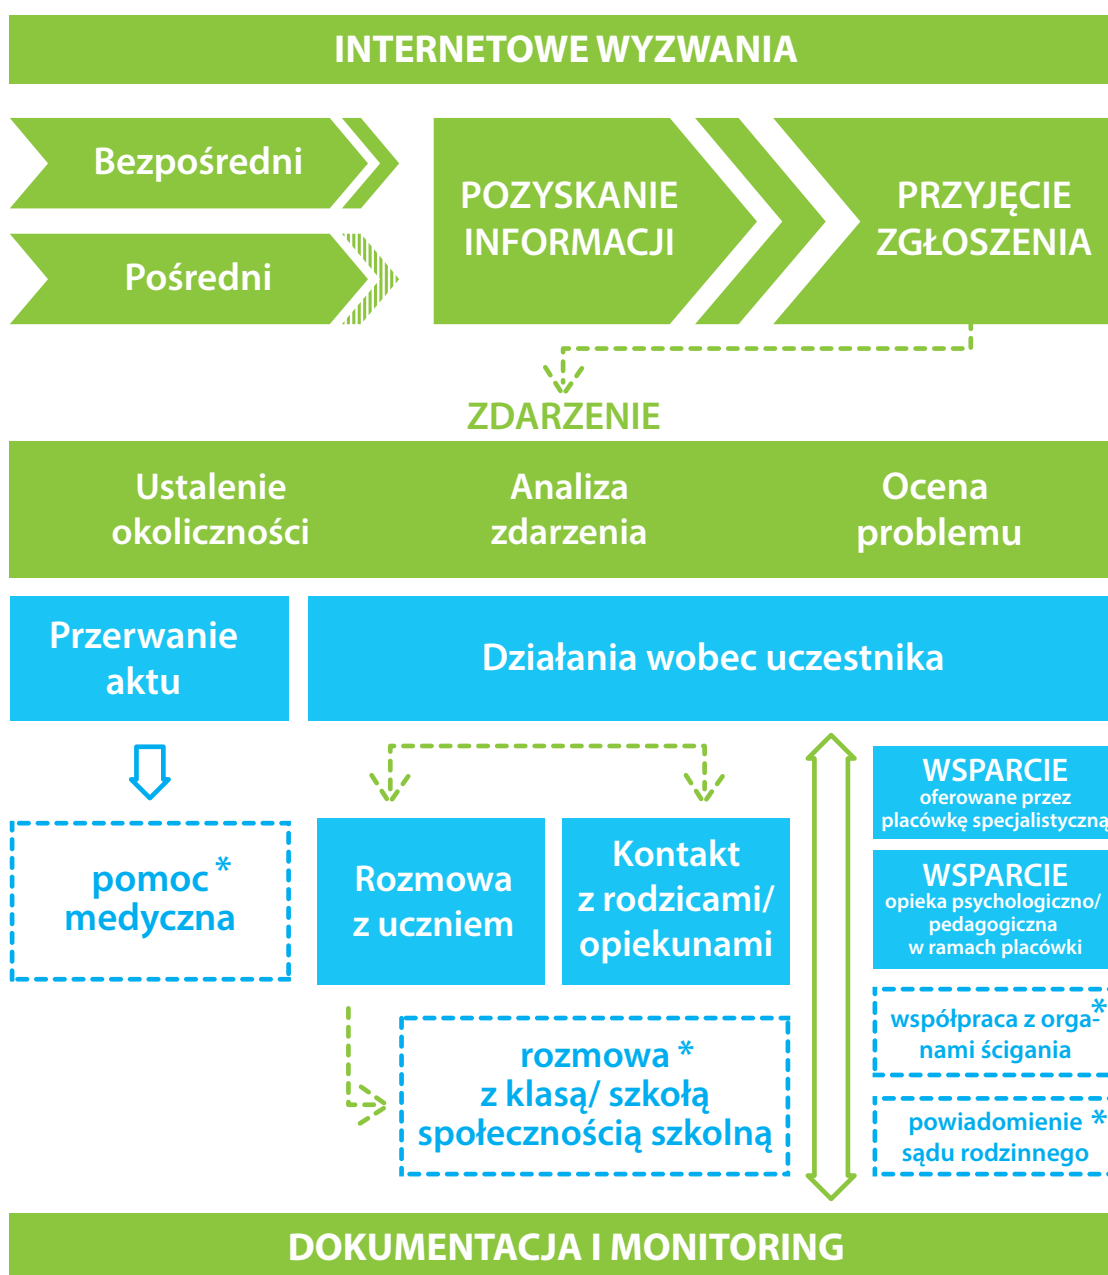 INTERNETOWE WYZWANIA
Bezpośredni
Pośredni
POZYSKANIE
INFORMACJI
PRZYJĘCIE
ZGŁOSZENIA
ZDARZENIE
Ustalenie
okoliczności
Analiza
zdarzenia
Ocena
problemu
Przerwanie
aktu
Działania wobec uczestnika
pomoc *
medyczna
Rozmowa
z uczniem
Kontakt
z rodzicami/
opiekunami
rozmowa *
z klasą/ szkołą
społecznością szkolną
WSPARCIE
oferowane przez
placówkę specjalistyczną
WSPARCIE
opieka psychologiczno/
pedagogiczna
w ramach placówki
współpraca z orga- *
nami ścigania
powiadomienie *
sądu rodzinnego
DOKUMENTACJA I MONITORING